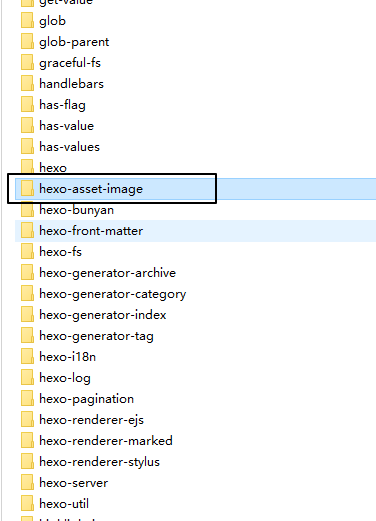 get-value
glob
glob-parent
graceful-fs
handlebars
has-flag
has-value
has-values
hexo
hexo-asset-image
hexo-bunyan
hexo-front-matter
hexo-fs
hexo-generator-archive
hexo-generator-category
hexo-generator-index
hexo-generator-tag
hexo-i18n
hexo-log
hexo-pagination
hexo-renderer-ejs
hexo-renderer-marked
hexo-renderer-stylus
hexo-server
hexo-util